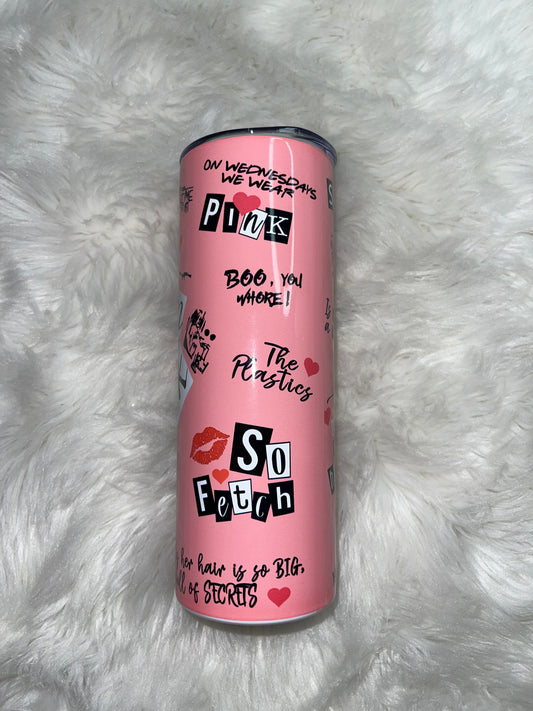 ON WEDNESDAYS
WE WEAR
PINK
BOO, YOU
WHORE!
The
Plastics
So
Fetch
her hair is so BIG,
of SECRETS